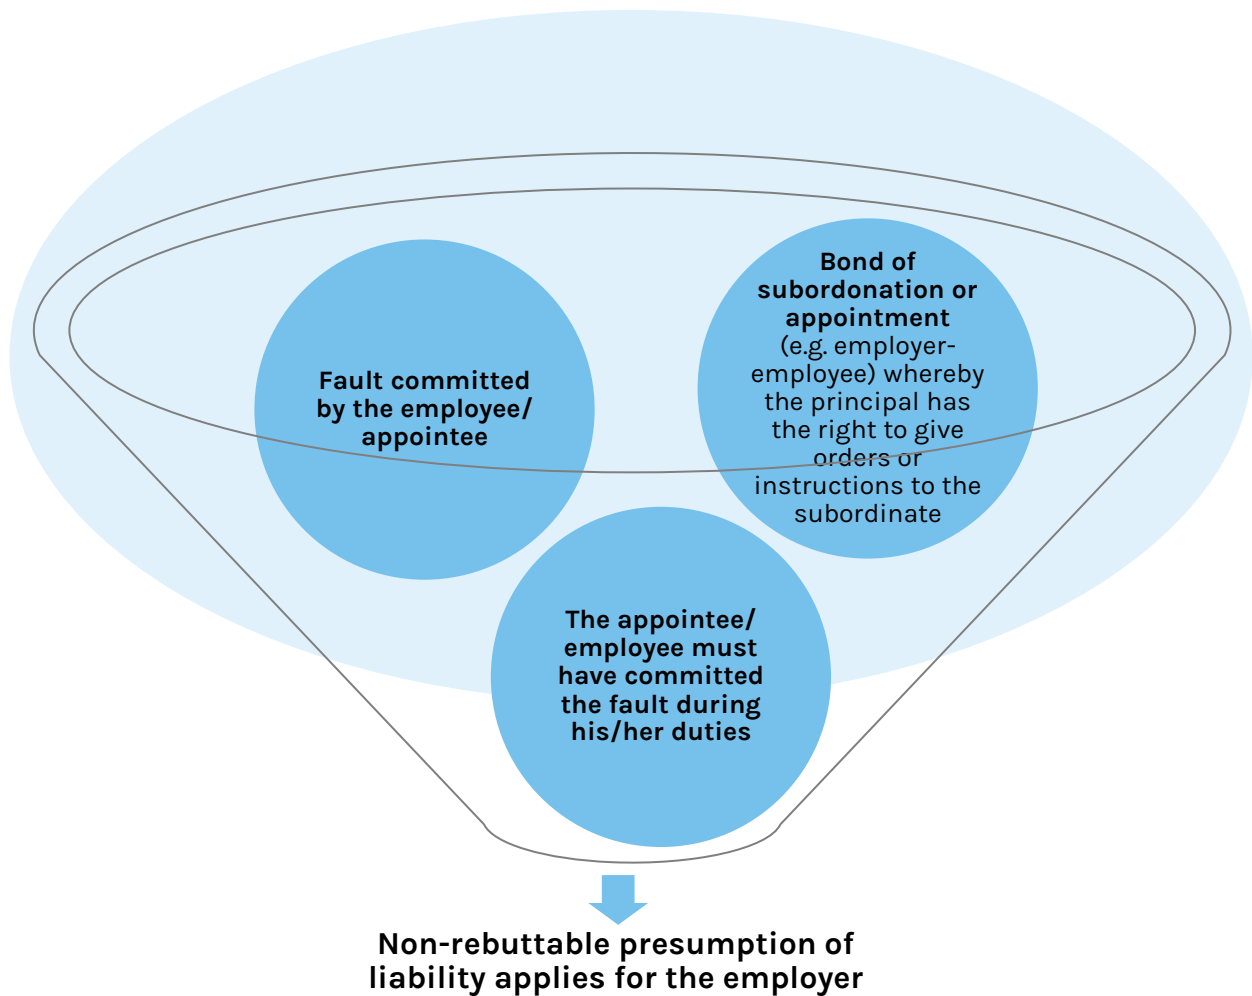 Fault committed
by the employee/
appointee
Bond of
subordonation or
appointment
(e.g. employer-
employee) whereby
the principal has
the right to give
orders or
instructions to the
subordinate
The appointee/
employee must
have committed
the fault during
his/her duties
Non-rebuttable presumption of
liability applies for the employer